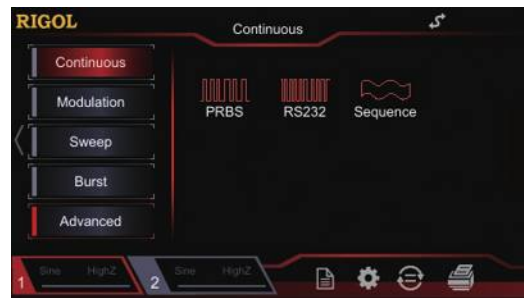 RIGOL
Continuous
Continuous
Modulation
Sweep
Burst
Advanced
PRBS RS232 Sequence
1 Sine HighZ 2 Sine HighZ